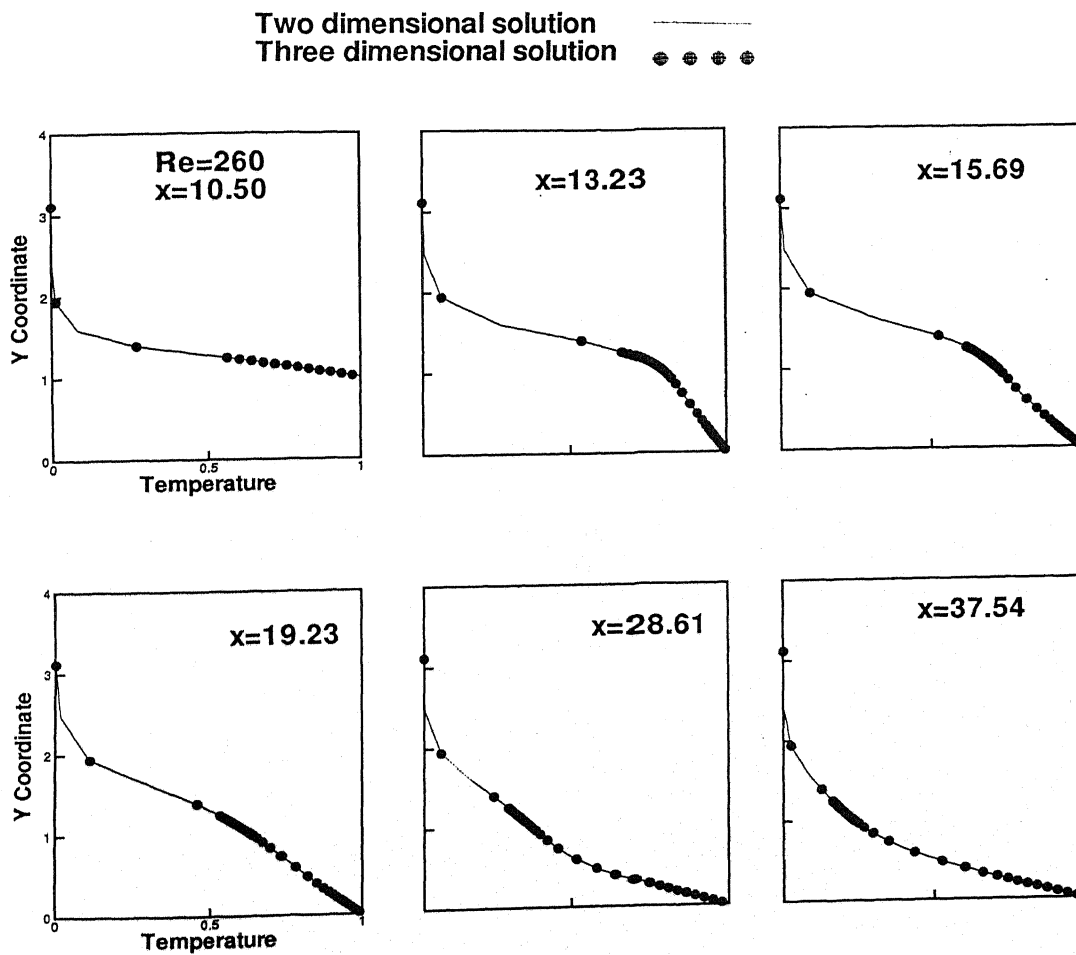 Two dimensional solution
Three dimensional solution
Re=260
x=10.50
x=13.23
x=15.69
4
3
2
1
0
Y Coordinate
0 0.5 1
Temperature
x=19.23
x=28.61
x=37.54
4
3
2
1
0
Y Coordinate
0 0.5 1
Temperature